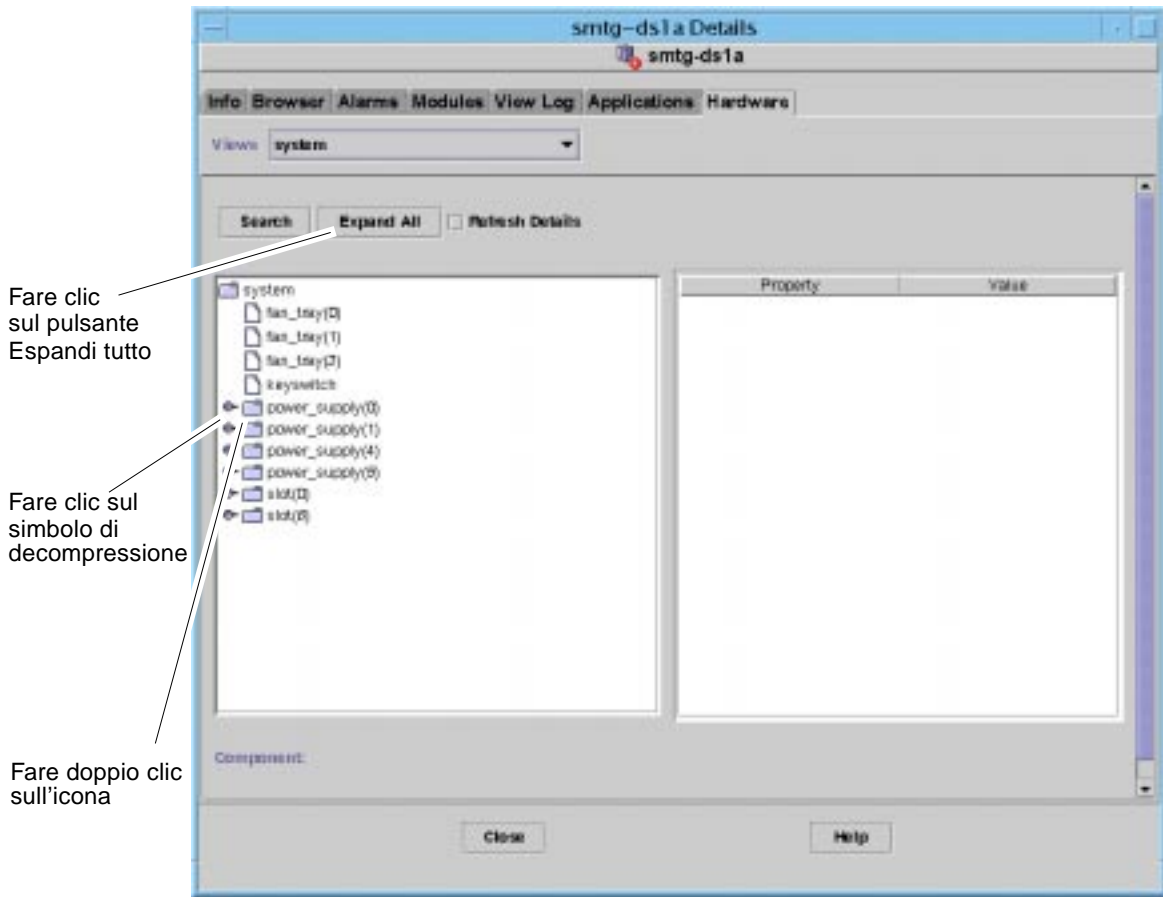 smtg-ds1a Details
smtg-ds1a
Info Browser Alarms Modules View Log Applications Hardware
Views system
Search Expand All Refresh Details
Fare clic
sul pulsante
Espandi tutto
system
fan_tray(0)
fan_tray(1)
fan_tray(2)
keyswitch
power_supply(0)
power_supply(1)
power_supply(4)
power_supply(9)
slot(0)
slot(8)
Property Value
Fare clic sul
simbolo di
decompressione
Fare doppio clic
sull'icona
Component:
Close Help